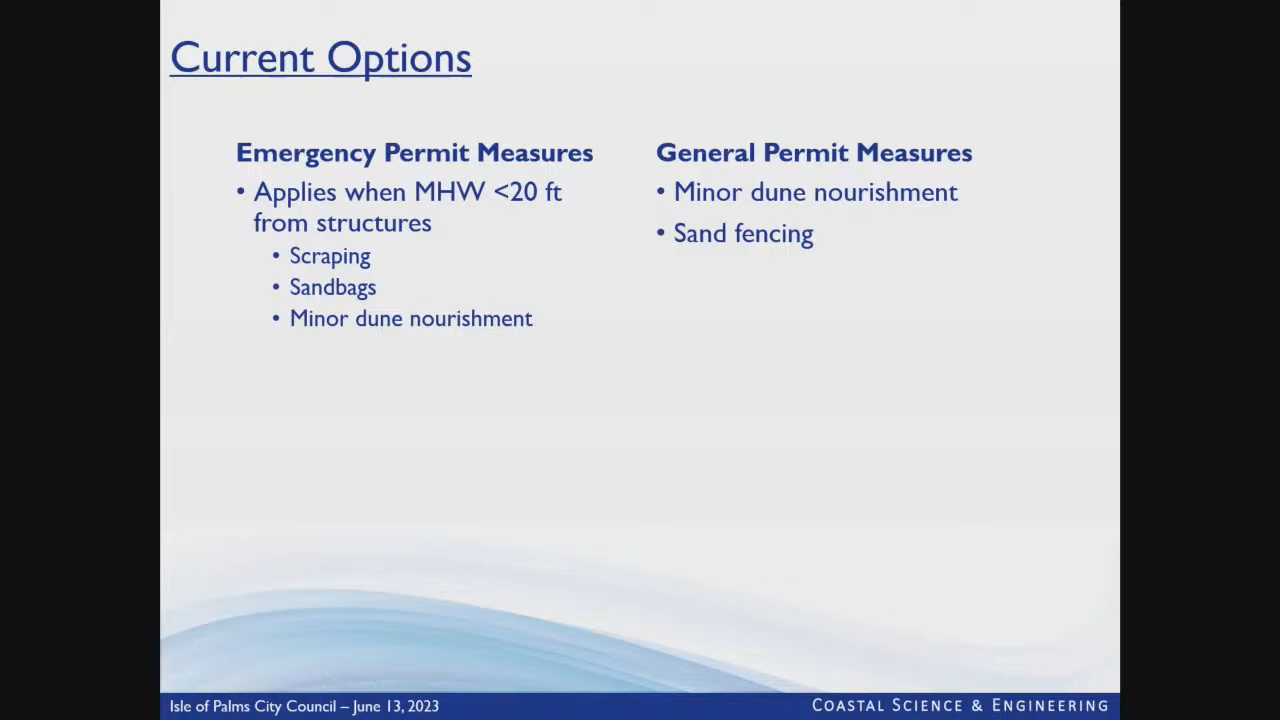 Current Options
Emergency Permit Measures
• Applies when MHW <20 ft
from structures
• Scraping
• Sandbags
• Minor dune nourishment
General Permit Measures
• Minor dune nourishment
• Sand fencing
Isle of Palms City Council – June 13, 2023
COASTAL SCIENCE & ENGINEERING